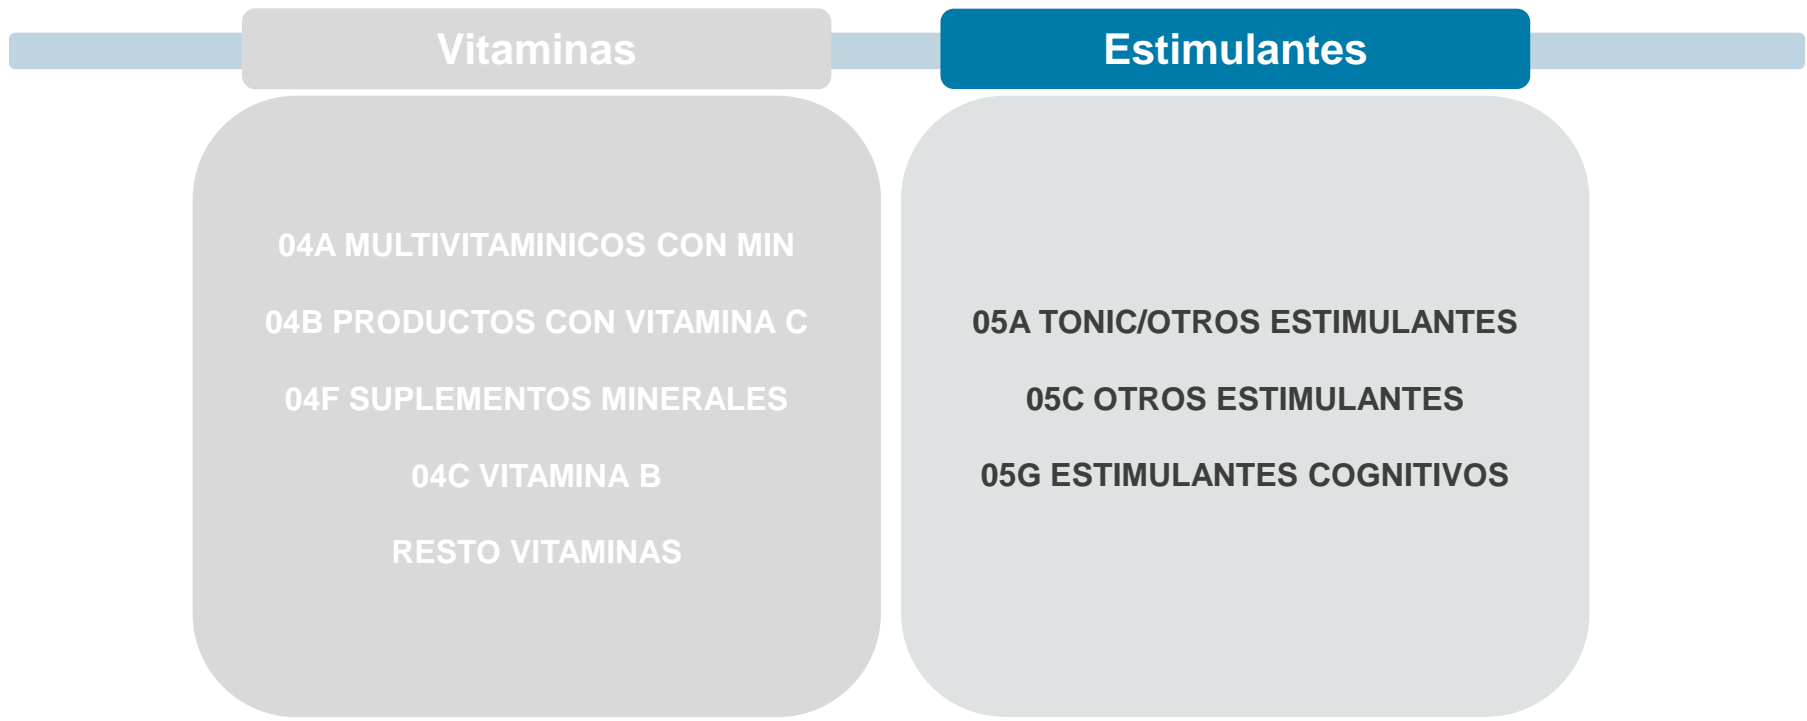 Vitaminas
04A MULTIVITAMINICOS CON MIN
04B PRODUCTOS CON VITAMINA C
04F SUPLEMENTOS MINERALES
04C VITAMINA B
RESTO VITAMINAS
Estimulantes
05A TONIC/OTROS ESTIMULANTES
05C OTROS ESTIMULANTES
05G ESTIMULANTES COGNITIVOS